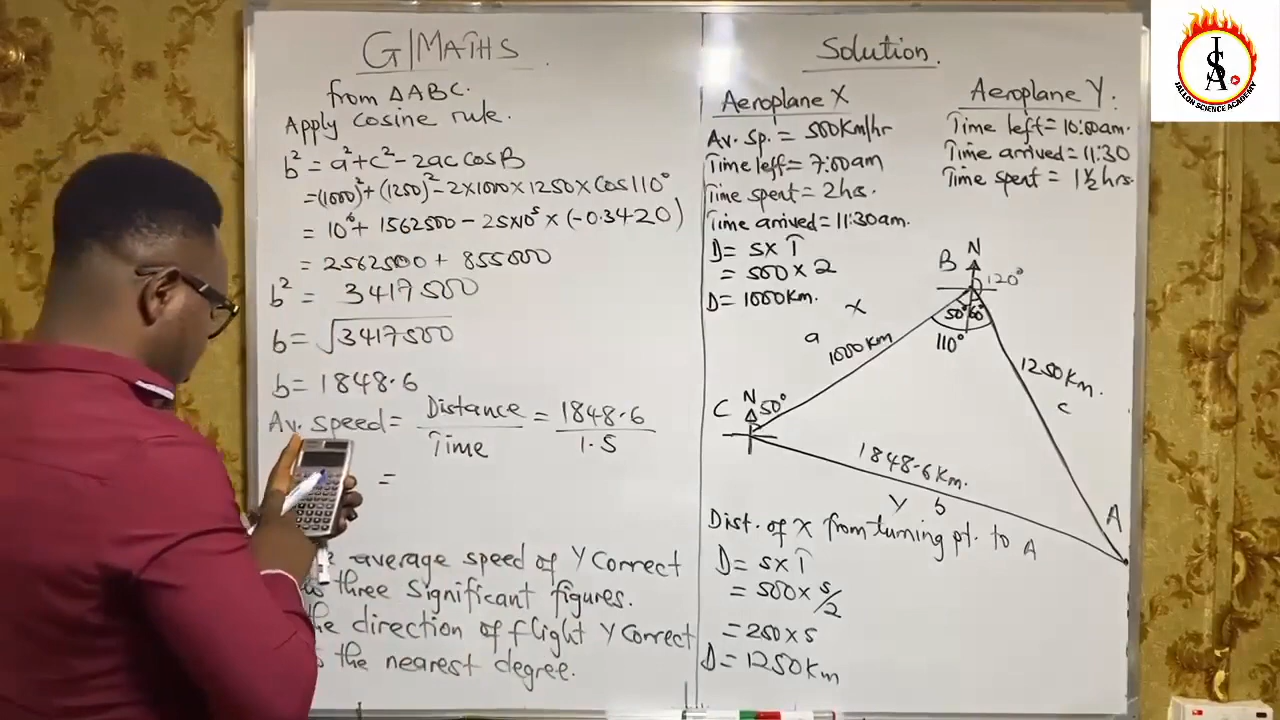 G/MATHS
from ΔABC.
Apply cosine rule.
b² = a² + c² - 2ac cos B
= (1000)² + (1250)² - 2 × 1000 × 1250 × Cos 110°
= 10⁶ + 1562500 - 25×10⁵ × (-0.3420)
= 2562500 + 855000
b² = 3417500
b = √3417500
b = 1848.6
Av. speed = Distance/Time = 1848.6/1.5
=
average speed of Y Correct
three significant figures.
the direction of flight Y Correct
the nearest degree.
Solution.
Aeroplane X
Av. sp. = 500Km/hr
Time left = 7:00am
Time spent = 2hrs.
Time arrived = 11:30am.
D = S × T
= 500 × 2
D = 1000Km.
Aeroplane Y.
Time left = 10:00am.
Time arrived = 11:30
Time spent = 1½ hrs.
N
B
120°
50° 60°
110°
X
a
1000Km
1250Km.
c
N
C
50°
1848.6Km.
Y b
A
Dist. of X from turning pt. to A
D = S × T
= 500 × 5/2
= 250 × 5
D = 1250Km
ISA
TALLON SCIENCE ACADEMY